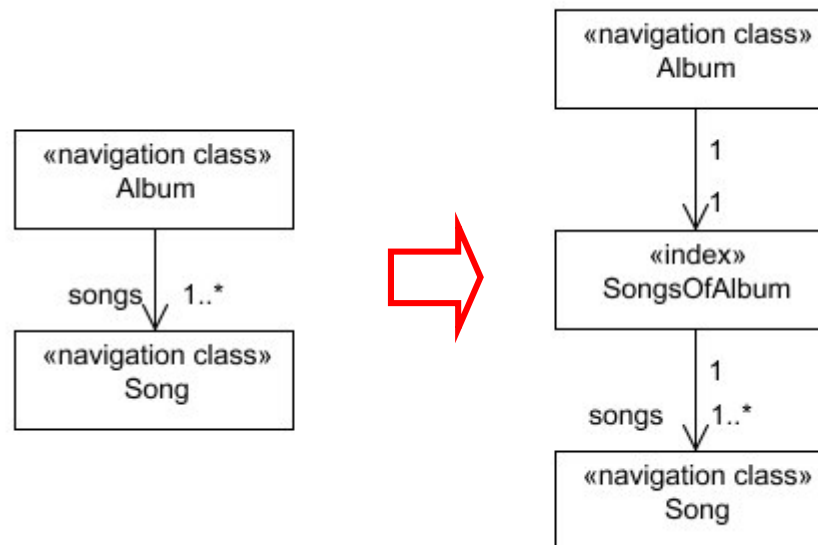 «navigation class»
Album
songs 1..*
«navigation class»
Song
«navigation class»
Album
1
1
«index»
SongsOfAlbum
1
songs 1..*
«navigation class»
Song